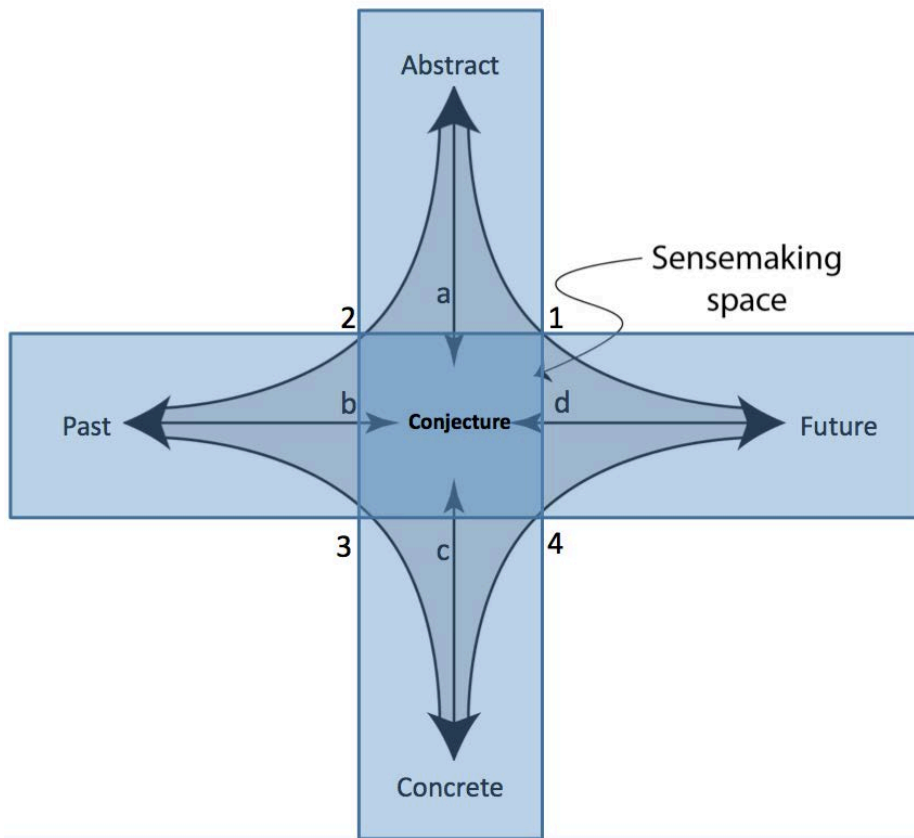 Abstract
Sensemaking
space
a
2
1
b
d
Past
Conjecture
Future
3
c
4
Concrete